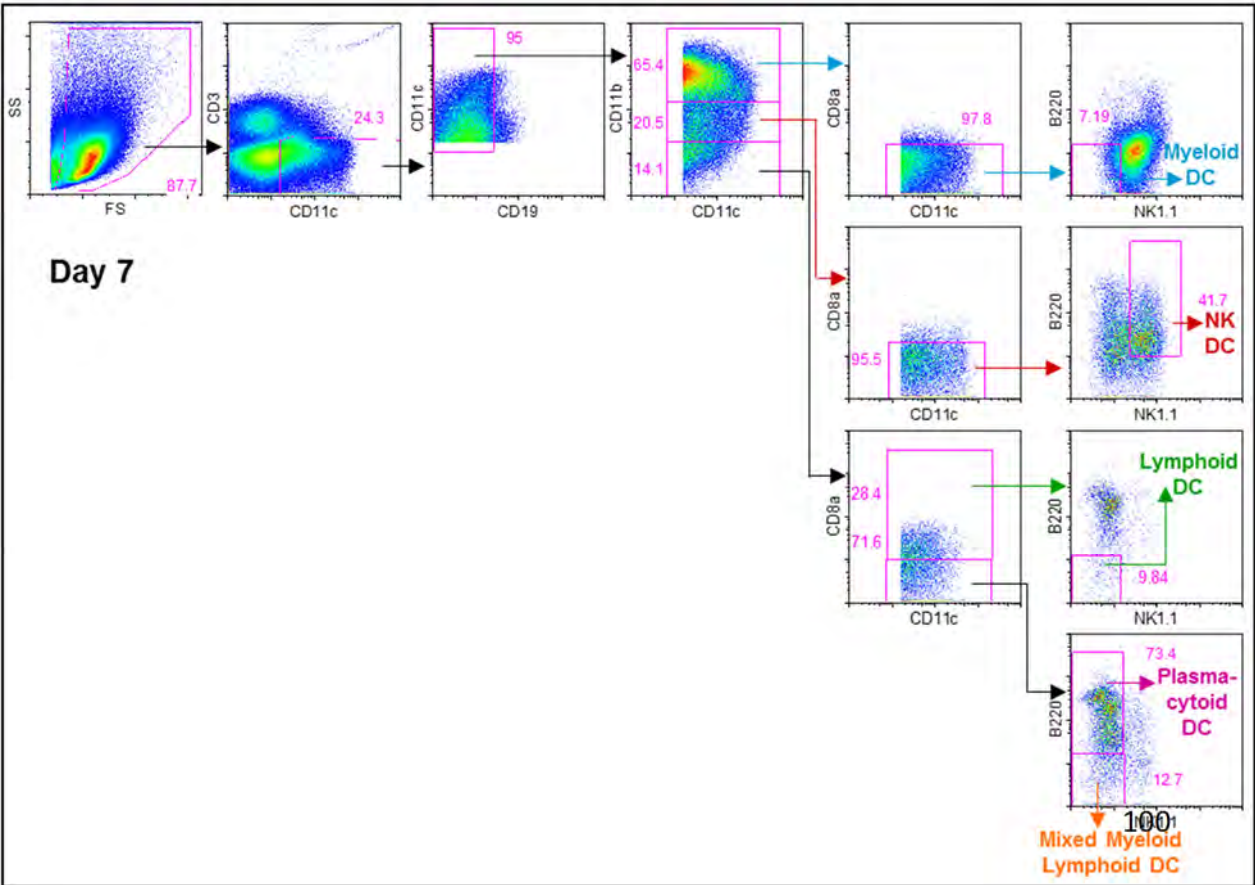 SS
87.7
FS
CD3
24.3
CD11c
CD11c
95
CD19
CD11b
65.4
20.5
14.1
CD11c
CD8a
97.8
CD11c
B220
7.19
Myeloid
DC
NK1.1
Day 7
CD8a
95.5
CD11c
B220
41.7
NK
DC
NK1.1
CD8a
28.4
71.6
CD11c
B220
Lymphoid
DC
9.84
NK1.1
B220
73.4
Plasma-
cytoid
DC
12.7
NK1.1
100
Mixed Myeloid
Lymphoid DC